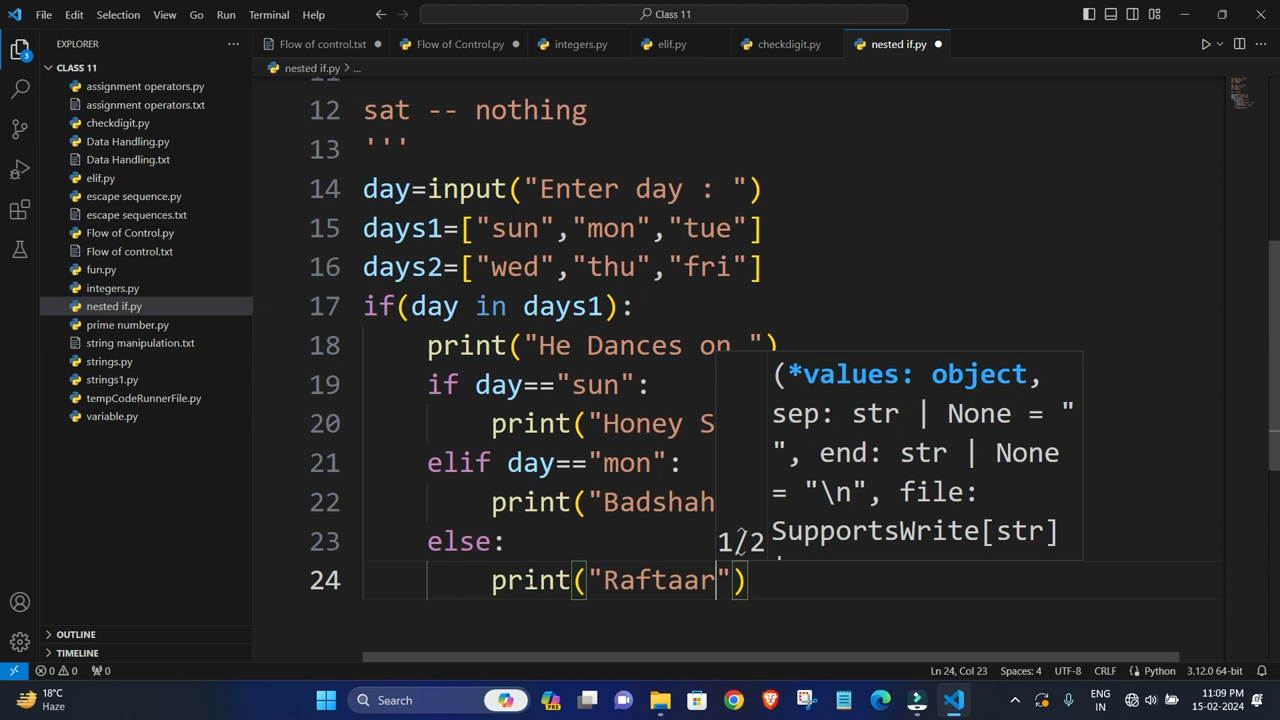 File Edit Selection View Go Run Terminal Help
Class 11
EXPLORER
Flow of control.txt
Flow of Control.py
integers.py
elif.py
checkdigit.py
nested if.py
nested if.py > ...
CLASS 11
assignment operators.py
assignment operators.txt
checkdigit.py
Data Handling.py
Data Handling.txt
elif.py
escape sequence.py
escape sequences.txt
Flow of Control.py
Flow of control.txt
fun.py
integers.py
nested if.py
prime number.py
string manipulation.txt
strings.py
strings1.py
tempCodeRunnerFile.py
variable.py
OUTLINE
TIMELINE
3
12 sat -- nothing
13 '''
14 day=input("Enter day : ")
15 days1=["sun","mon","tue"]
16 days2=["wed","thu","fri"]
17 if(day in days1):
18 print("He Dances on ")
19 if day=="sun":
20 print("Honey S
21 elif day=="mon":
22 print("Badshah
23 else:
24 print("Raftaar")
(*values: object,
sep: str | None = "
", end: str | None
= "\n", file:
SupportsWrite[str]
1/2
0 0 0
Ln 24, Col 23 Spaces: 4 UTF-8 CRLF Python 3.12.0 64-bit
18°C
Haze
Search
PRE
ENG
IN
11:09 PM
15-02-2024